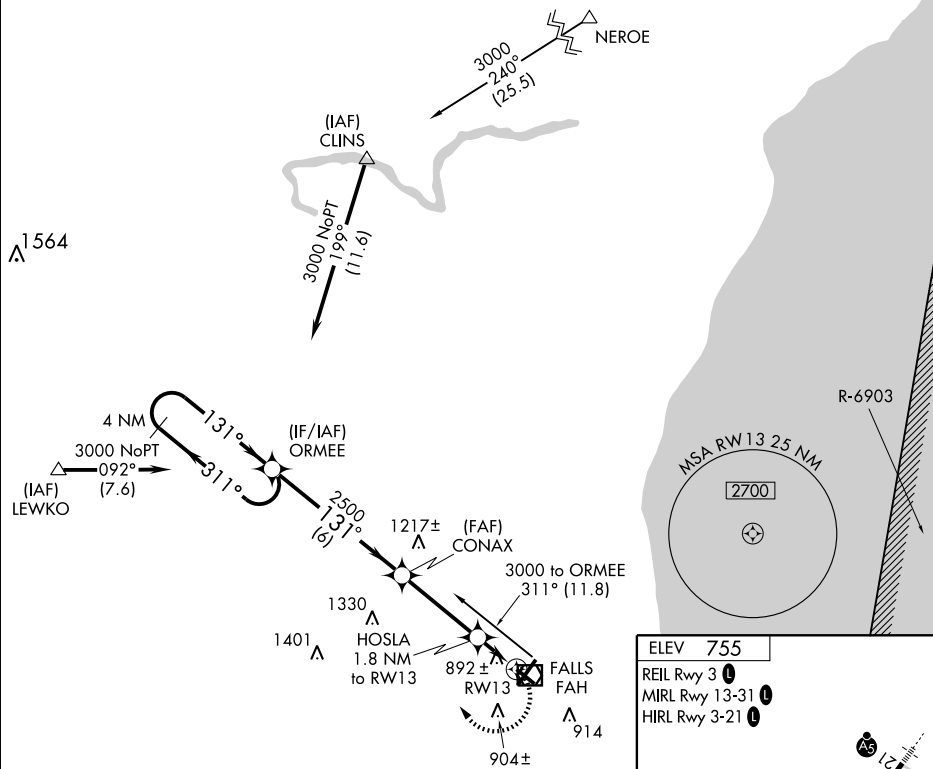 NEROE
3000
240°
(25.5)
(IAF)
CLINS
3000 NoPT
199°
(11.6)
1564
R-6903
4 NM
131°
(IF/IAF)
ORMEE
3000 NoPT
092°
(7.6)
(IAF)
LEWKO
311°
MSA RW13 25 NM
2700
2500
131°
(6)
1217±
(FAF)
CONAX
3000 to ORMEE
311° (11.8)
1330
1401
HOSLA
1.8 NM
to RW13
892 ±
RW13
FALLS
FAH
914
904±
ELEV 755
REIL Rwy 3 L
MIRL Rwy 13-31 L
HIRL Rwy 3-21 L
A5
21